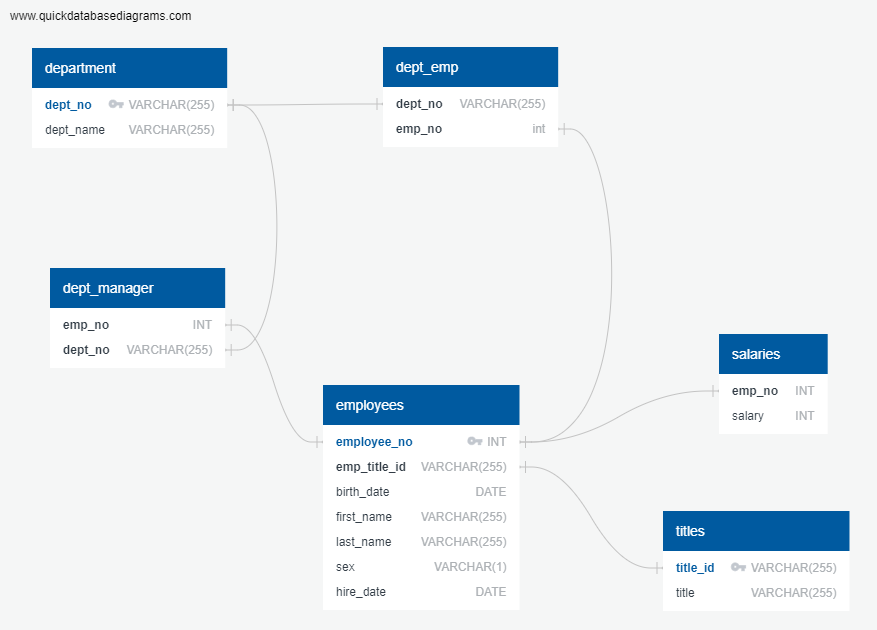 www.quickdatabasediagrams.com
department
dept_no VARCHAR(255)
dept_name VARCHAR(255)
dept_emp
dept_no VARCHAR(255)
emp_no int
dept_manager
emp_no INT
dept_no VARCHAR(255)
employees
employee_no INT
emp_title_id VARCHAR(255)
birth_date DATE
first_name VARCHAR(255)
last_name VARCHAR(255)
sex VARCHAR(1)
hire_date DATE
salaries
emp_no INT
salary INT
titles
title_id VARCHAR(255)
title VARCHAR(255)